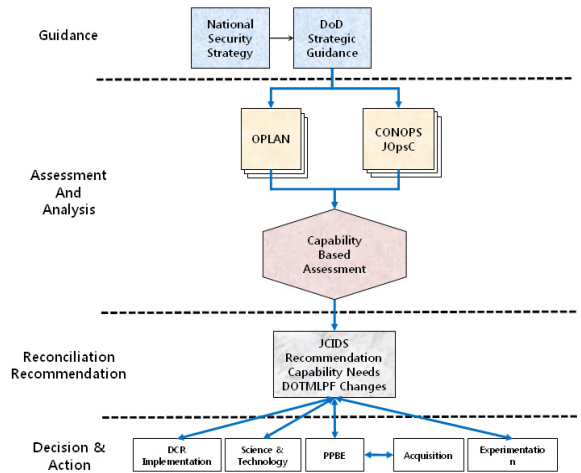 Guidance
National
Security
Strategy
DoD
Strategic
Guidance
OPLAN
CONOPS
JOpsC
Assessment
And
Analysis
Capability
Based
Assessment
Reconciliation
Recommendation
JCIDS
Recommendation
Capability Needs
DOTMLPF Changes
Decision &
Action
DCR
Implementation
Science &
Technology
PPBE
Acquisition
Experimentatio
n